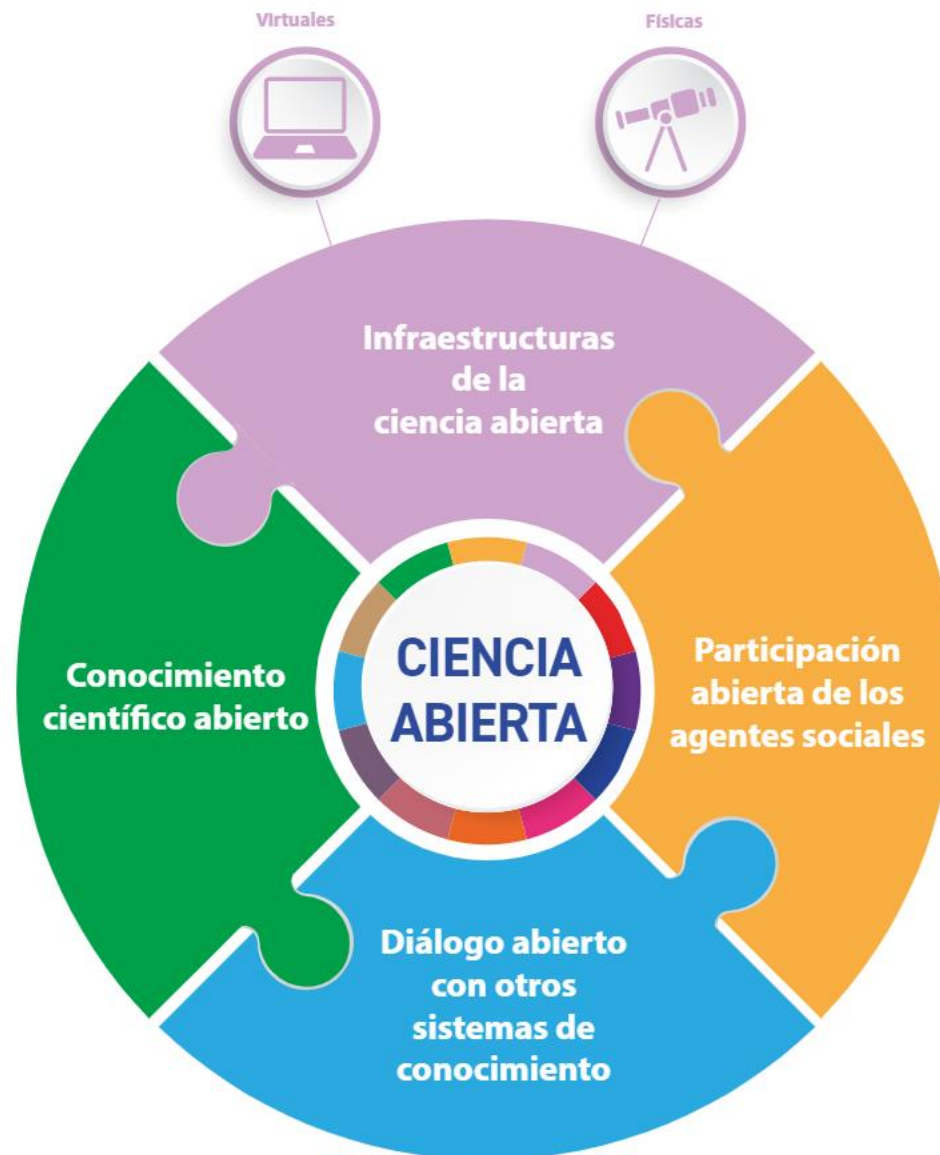 Virtuales
Físicas
Infraestructuras
de la
ciencia abierta
Conocimiento
científico abierto
CIENCIA
ABIERTA
Participación
abierta de los
agentes sociales
Diálogo abierto
con otros
sistemas de
conocimiento